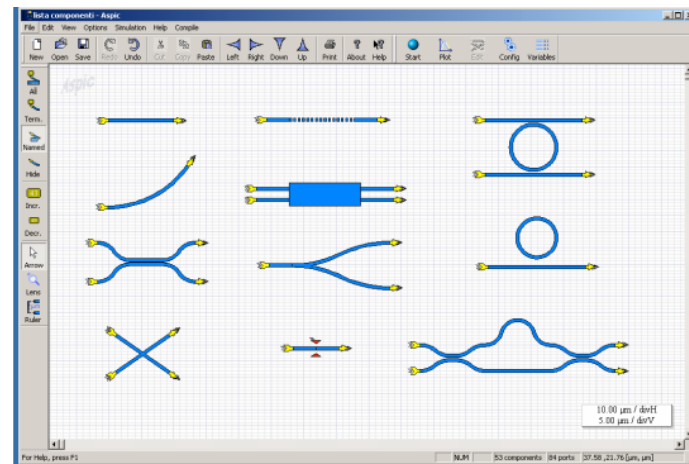 lista componenti - Aspic
File Edit View Options Simulation Help Compile
New Open Save Redo Undo Cut Copy Paste Left Right Down Up Print About Help Start Plot Edit Config Variables
All
Aspic
Term.
Named
Hide
Incr.
Decr.
Arrow
Lens
Ruler
10.00 µm / divH
5.00 µm / divV
For Help, press F1 NUM 53 components 84 ports 37.58 ,21.76 [µm, µm]